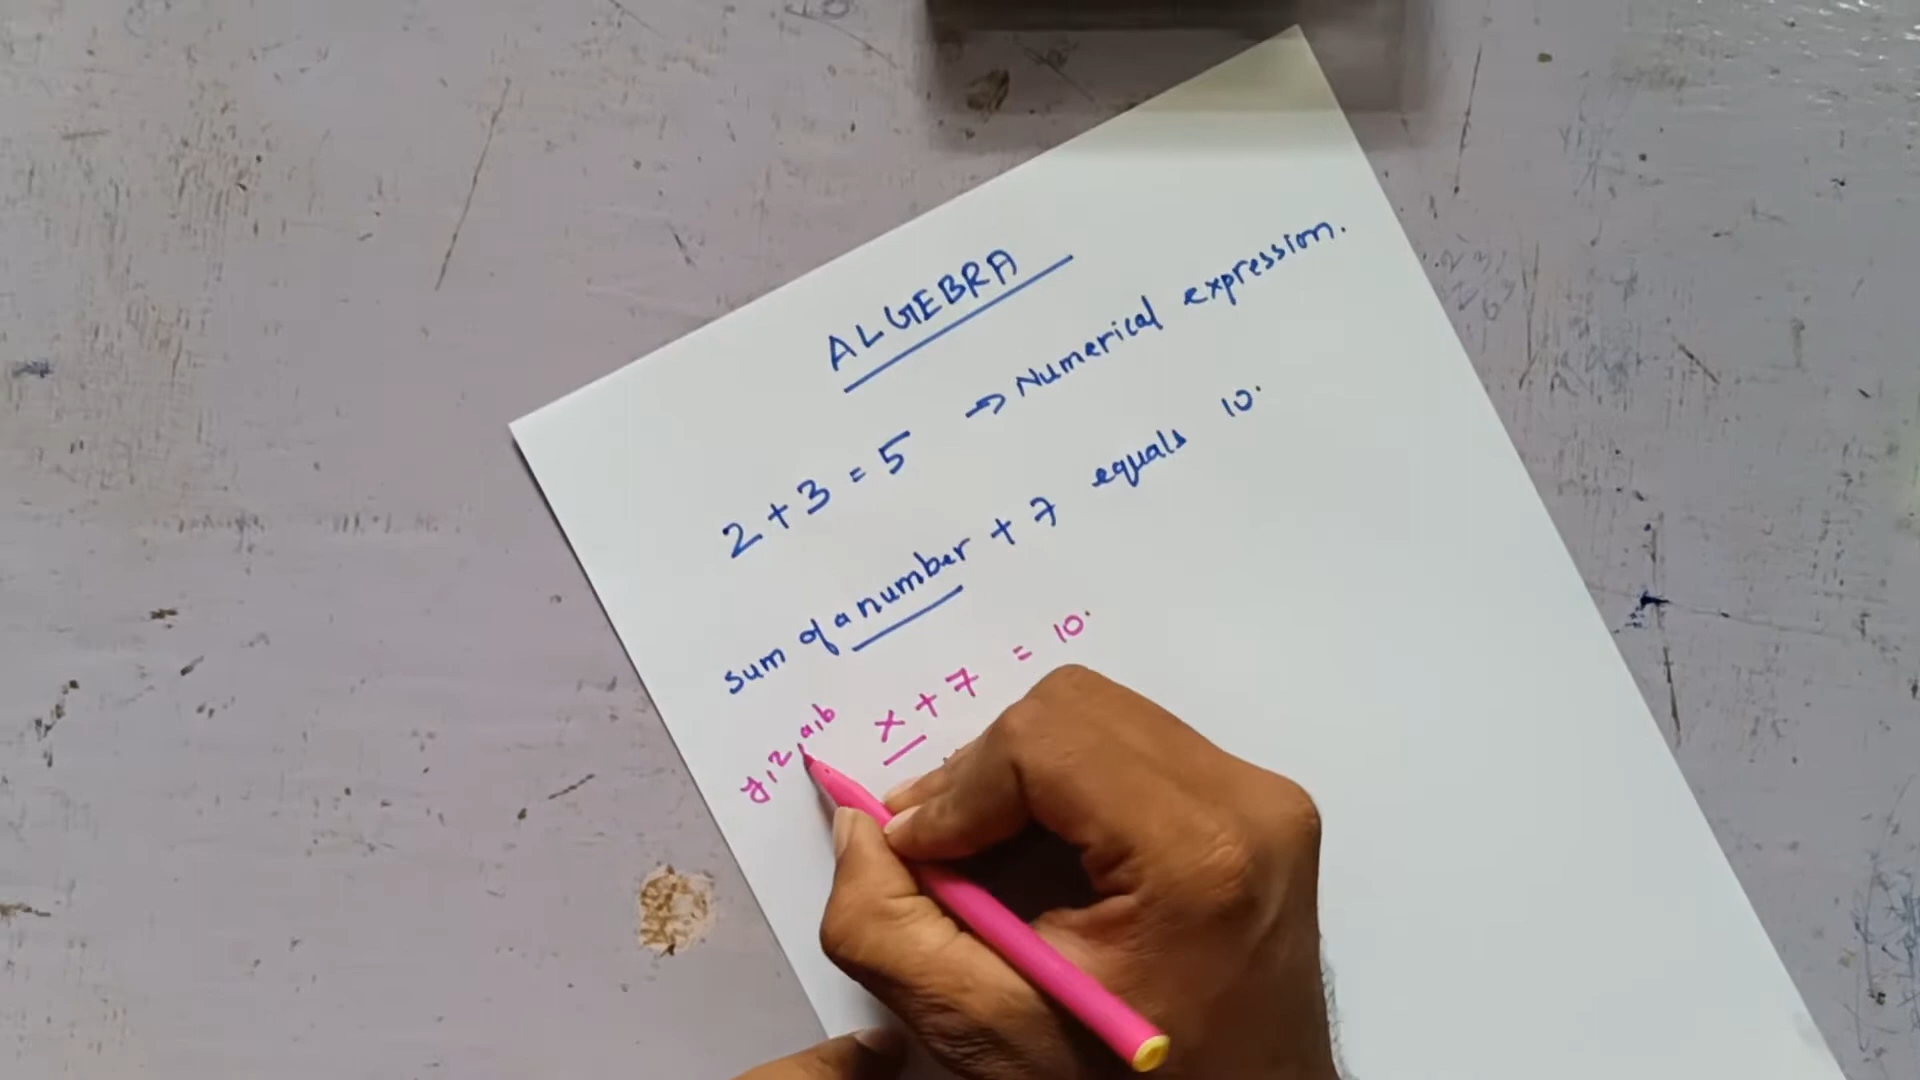 ALGEBRA
2 + 3 = 5 → Numerical expression.
sum of a number + 7 equals 10.
x + 7 = 10.
y, z, a, b